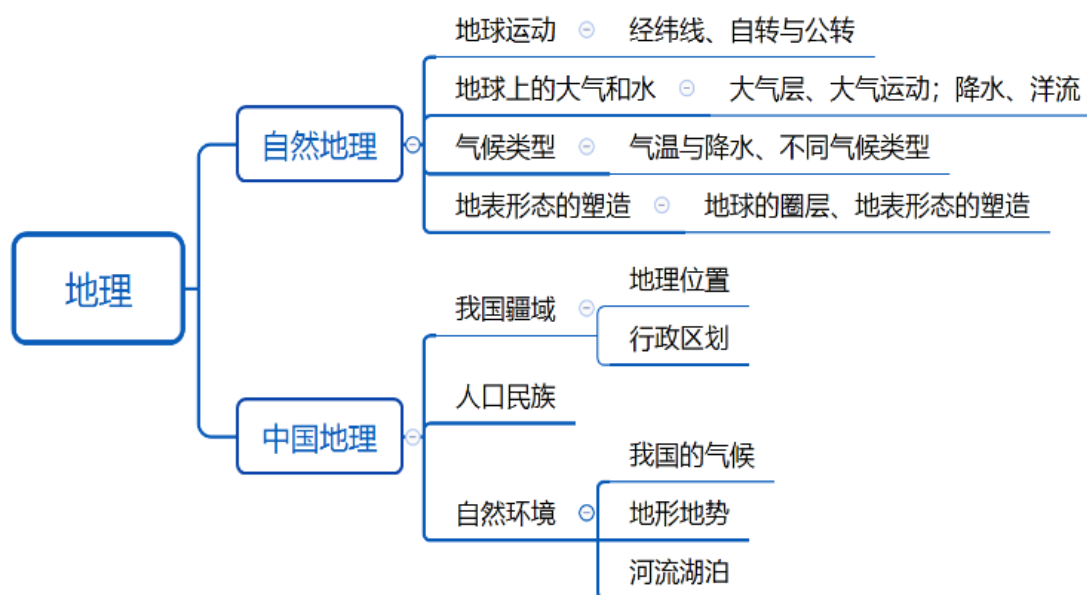 地理
自然地理
地球运动
经纬线、自转与公转
地球上的大气和水
大气层、大气运动；降水、洋流
气候类型
气温与降水、不同气候类型
地表形态的塑造
地球的圈层、地表形态的塑造
中国地理
我国疆域
地理位置
行政区划
人口民族
自然环境
我国的气候
地形地势
河流湖泊